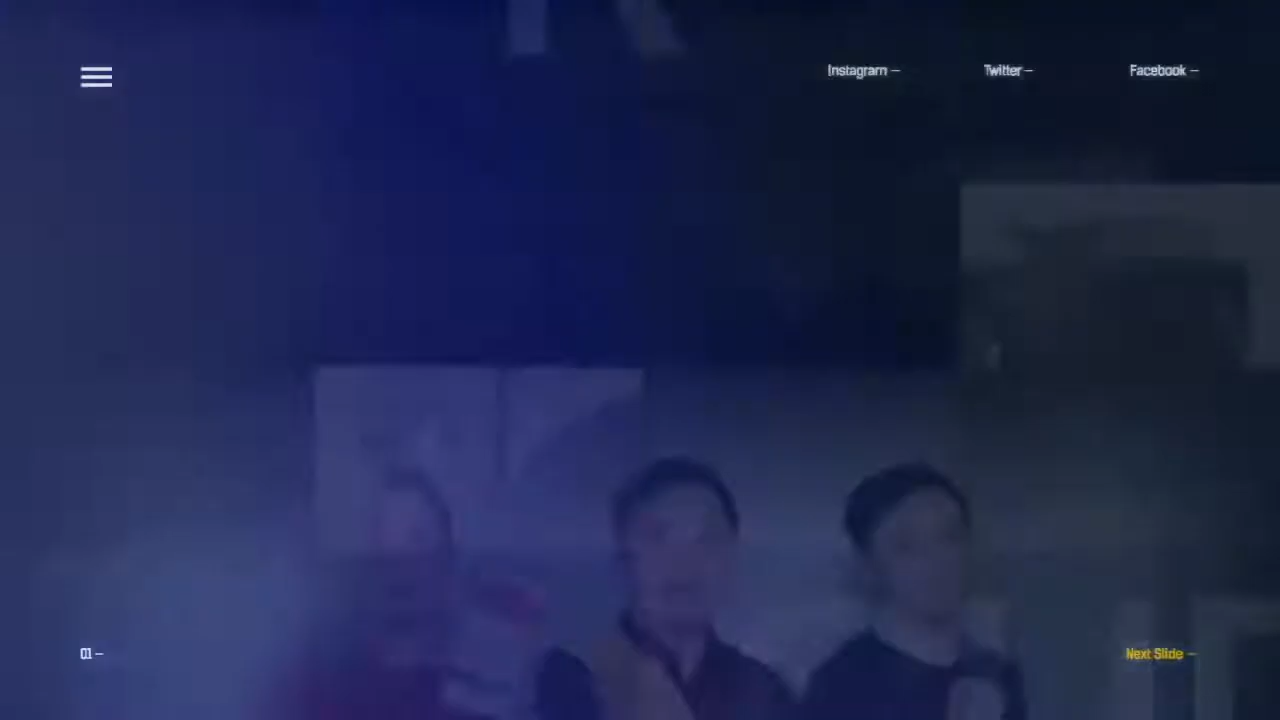 Instagram –
Twitter –
Facebook –
01 –
Next Slide –